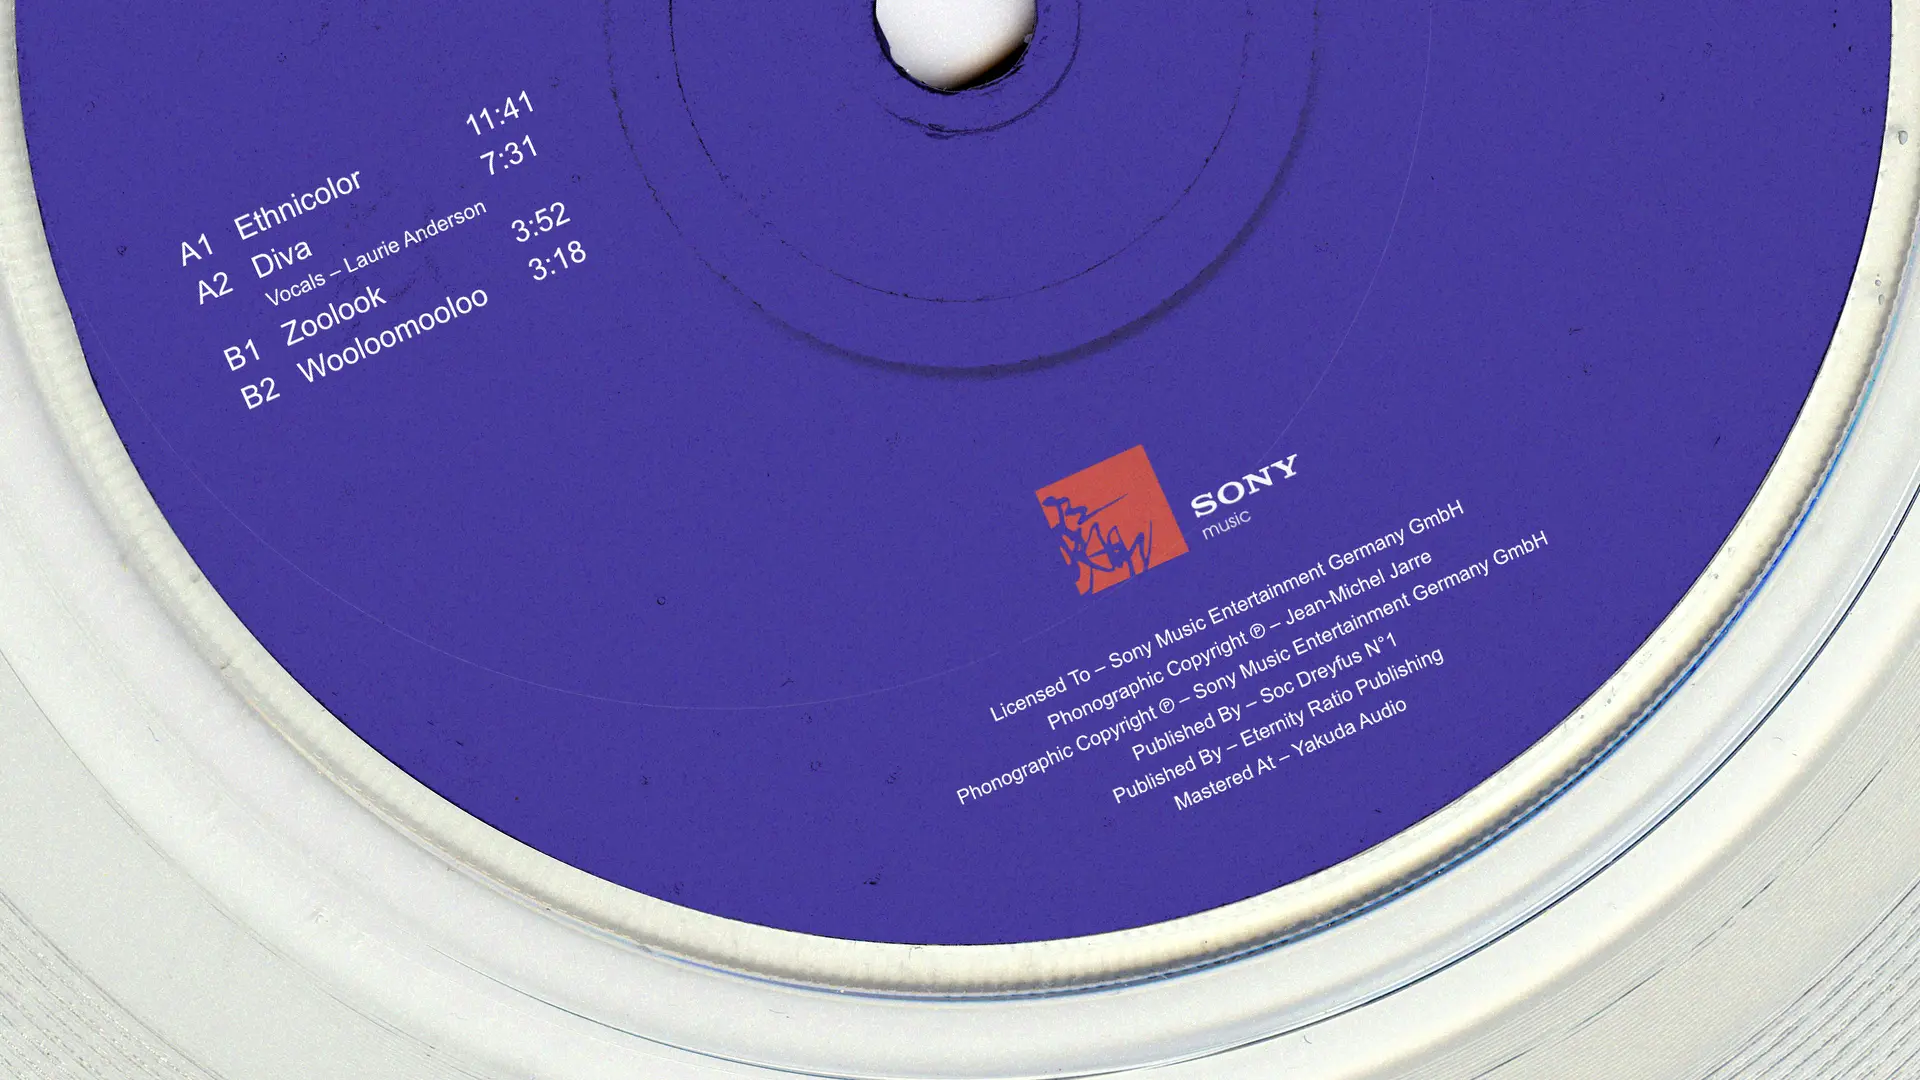 A1 Ethnicolor 11:41
A2 Diva 7:31
Vocals – Laurie Anderson
B1 Zoolook 3:52
B2 Wooloomooloo 3:18
SONY
music
Licensed To – Sony Music Entertainment Germany GmbH
Phonographic Copyright ℗ – Jean-Michel Jarre
Phonographic Copyright ℗ – Sony Music Entertainment Germany GmbH
Published By – Soc Dreyfus N°1
Published By – Eternity Ratio Publishing
Mastered At – Yakuda Audio